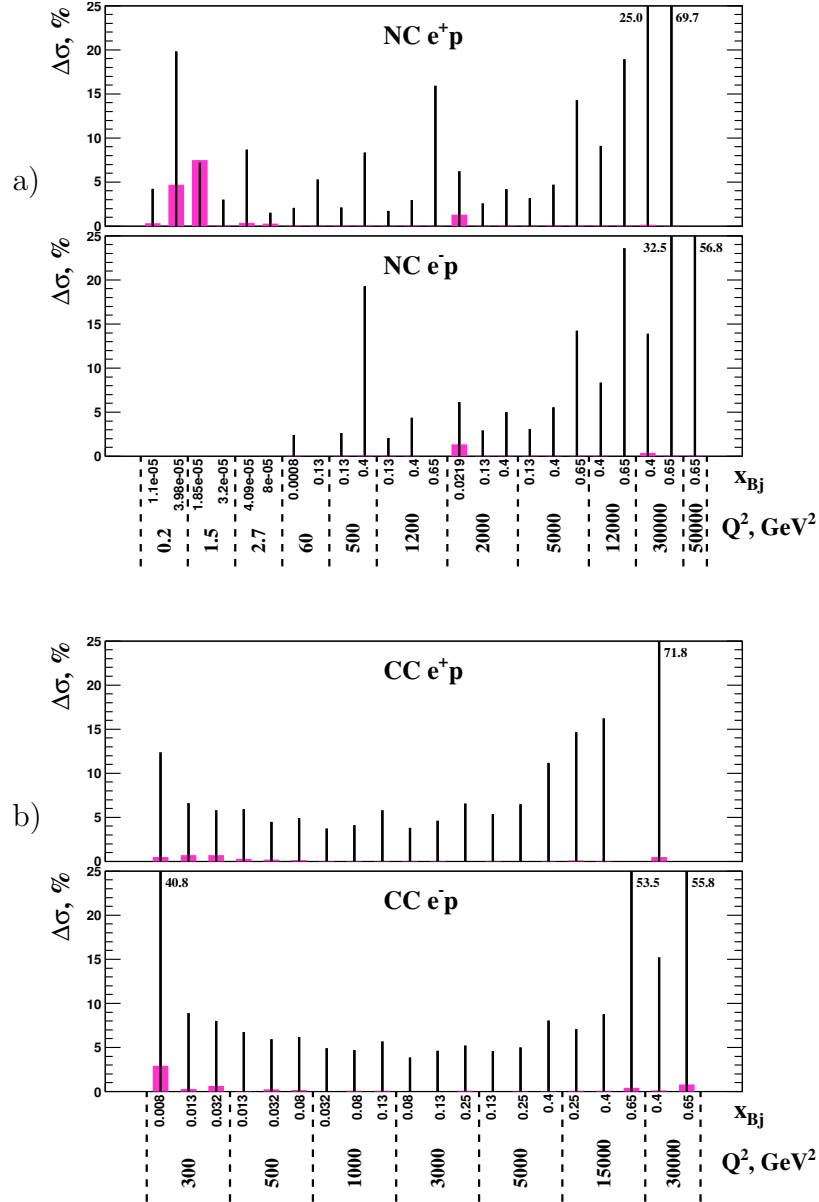 a)
Δσ, %
25
20
15
10
5
0
NC e⁺p
25.0
69.7
Δσ, %
25
20
15
10
5
0
NC e⁻p
32.5
56.8
1.1e-05 3.98e-05 1.85e-05 3.2e-05 4.09e-05 8e-05 0.0008 0.13 0.13 0.4 0.13 0.4 0.65 0.0219 0.13 0.4 0.13 0.4 0.65 0.4 0.65 0.4 0.65 0.65 x_Bj
0.2 1.5 2.7 60 500 1200 2000 5000 12000 30000 50000 Q², GeV²
b)
Δσ, %
25
20
15
10
5
0
CC e⁺p
71.8
Δσ, %
25
20
15
10
5
0
CC e⁻p
40.8
53.5
55.8
0.008 0.013 0.032 0.013 0.032 0.08 0.032 0.08 0.13 0.08 0.13 0.25 0.13 0.25 0.4 0.25 0.4 0.65 0.4 0.65 x_Bj
300 500 1000 3000 5000 15000 30000 Q², GeV²